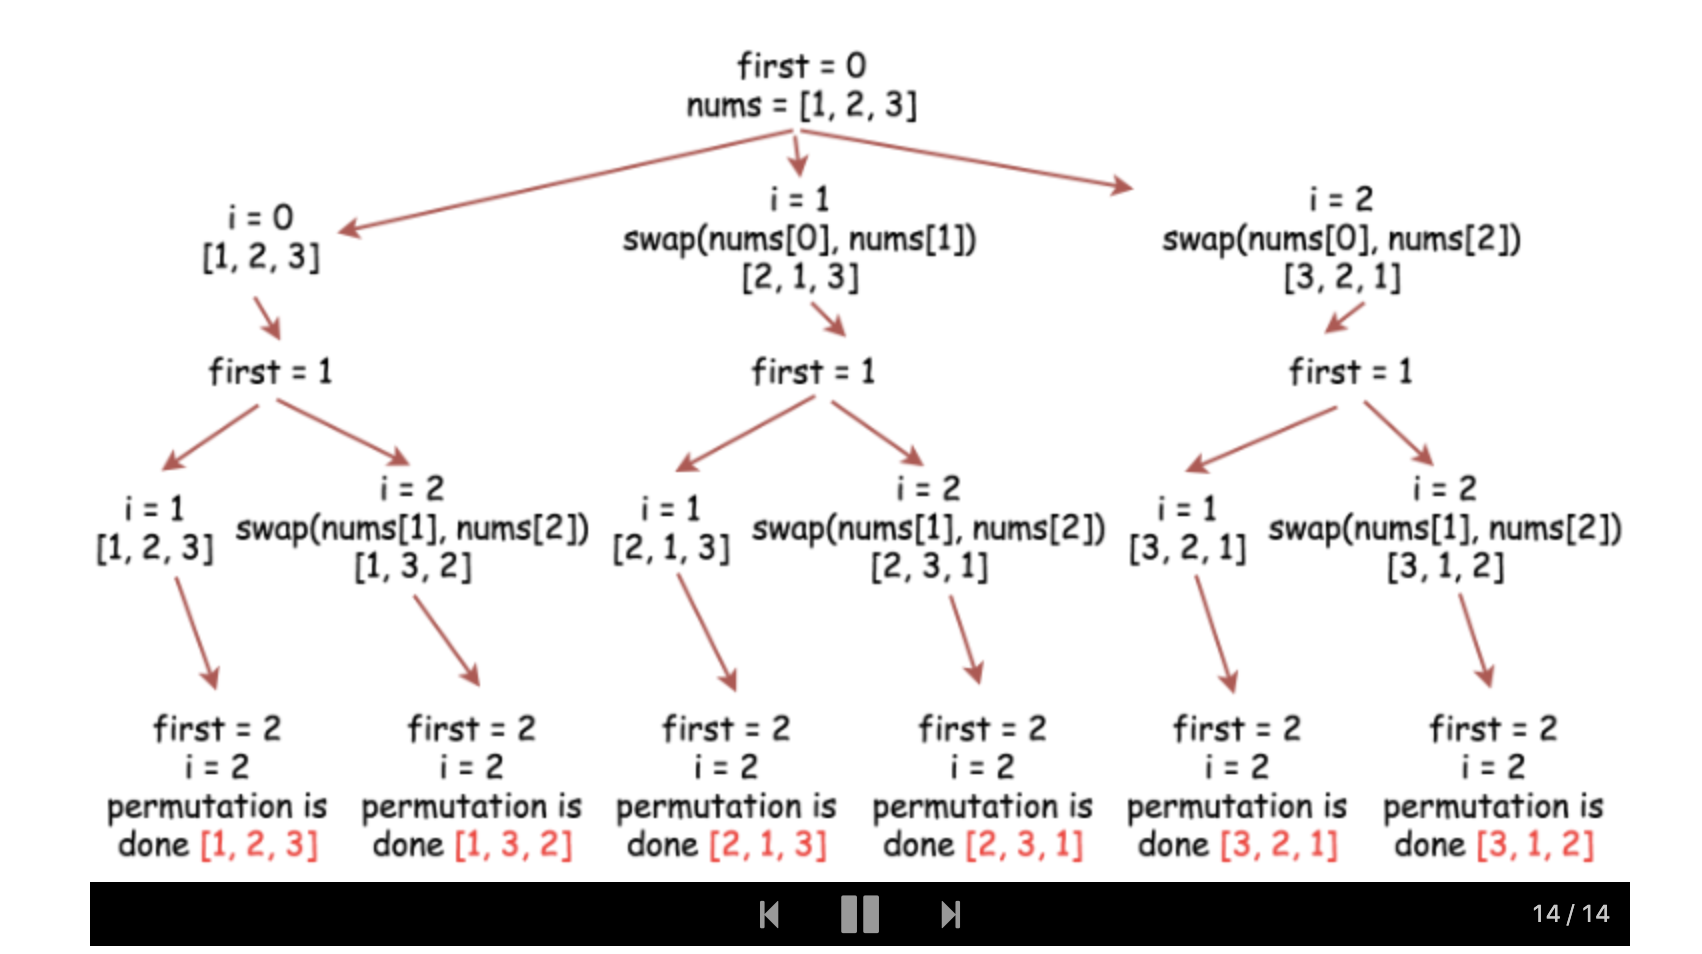 first = 0
nums = [1, 2, 3]
i = 0
[1, 2, 3]
i = 1
swap(nums[0], nums[1])
[2, 1, 3]
i = 2
swap(nums[0], nums[2])
[3, 2, 1]
first = 1
first = 1
first = 1
i = 1
[1, 2, 3]
i = 2
swap(nums[1], nums[2])
[1, 3, 2]
i = 1
[2, 1, 3]
i = 2
swap(nums[1], nums[2])
[2, 3, 1]
i = 1
[3, 2, 1]
i = 2
swap(nums[1], nums[2])
[3, 1, 2]
first = 2
i = 2
permutation is
done [1, 2, 3]
first = 2
i = 2
permutation is
done [1, 3, 2]
first = 2
i = 2
permutation is
done [2, 1, 3]
first = 2
i = 2
permutation is
done [2, 3, 1]
first = 2
i = 2
permutation is
done [3, 2, 1]
first = 2
i = 2
permutation is
done [3, 1, 2]
14 / 14